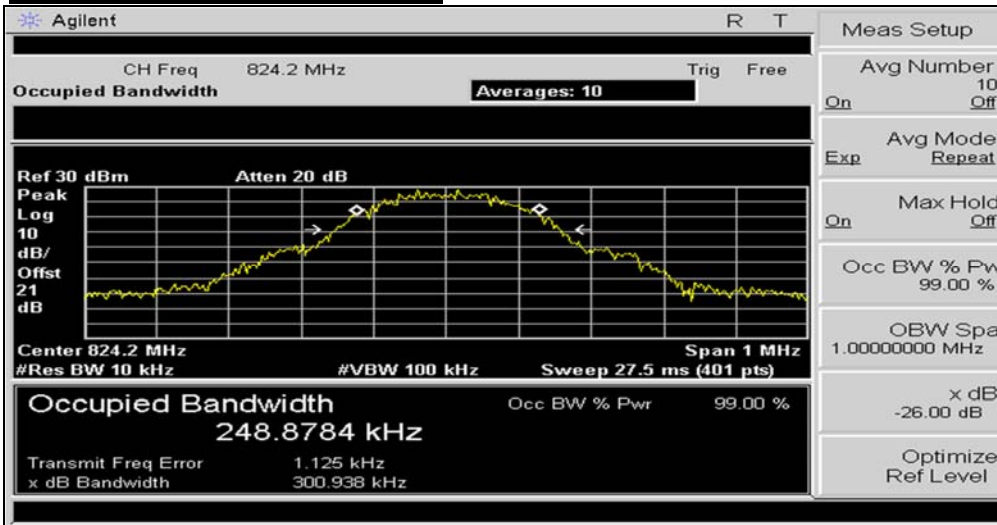 Agilent R T
CH Freq 824.2 MHz Trig Free
Occupied Bandwidth Averages: 10
Ref 30 dBm Atten 20 dB
Peak
Log
10
dB/
Offst
21
dB
Center 824.2 MHz Span 1 MHz
#Res BW 10 kHz #VBW 100 kHz Sweep 27.5 ms (401 pts)
Occupied Bandwidth Occ BW % Pwr 99.00 %
248.8784 kHz
Transmit Freq Error 1.125 kHz
x dB Bandwidth 300.938 kHz
Meas Setup
Avg Number
10
On Off
Avg Mode
Exp Repeat
Max Hold
On Off
Occ BW % Pw
99.00 %
OBW Spa
1.00000000 MHz
x dB
-26.00 dB
Optimize
Ref Level